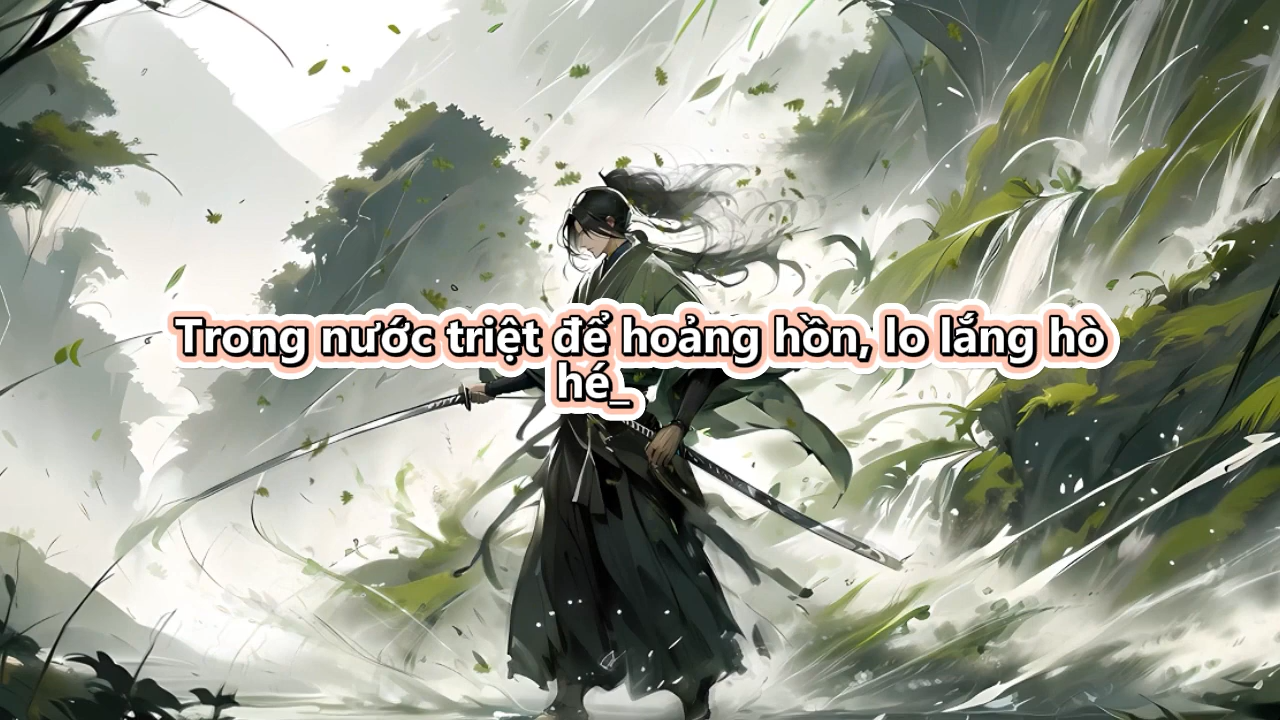 Trong nước triệt để hoảng hồn, lo lắng hò
hé_